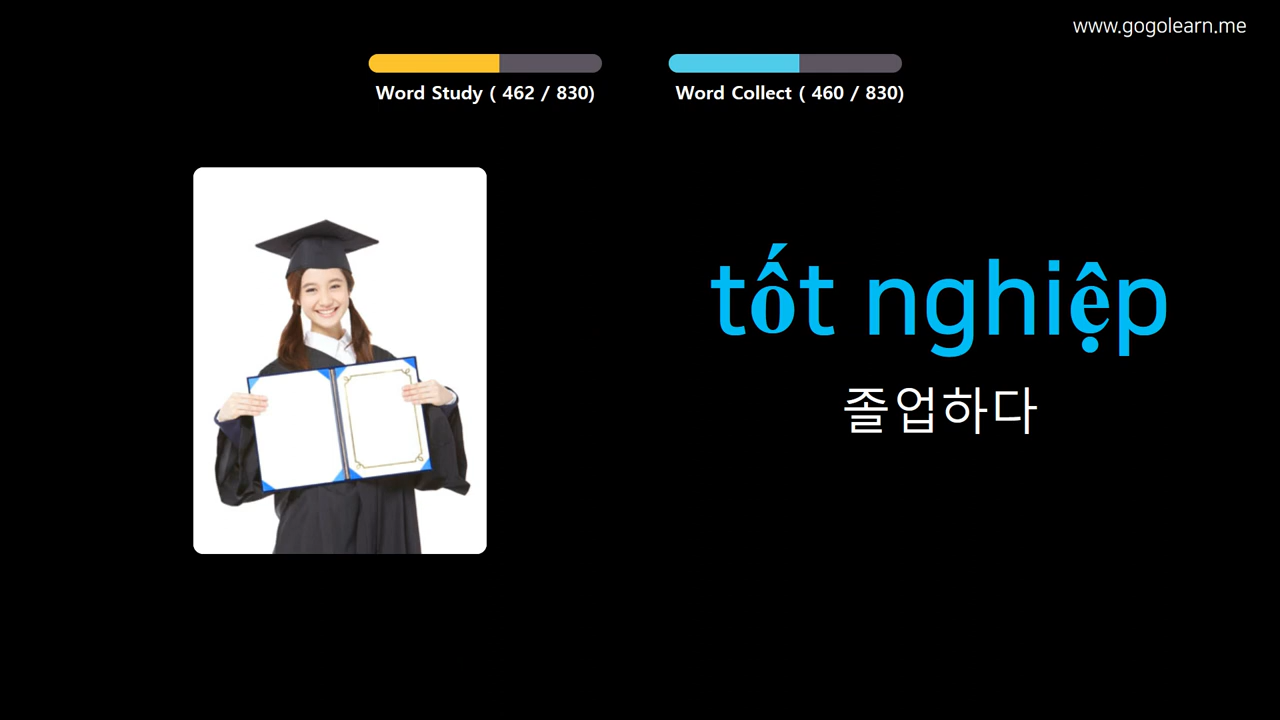 www.gogolearn.me
Word Study ( 462 / 830)
Word Collect ( 460 / 830)
tốt nghiệp
졸업하다